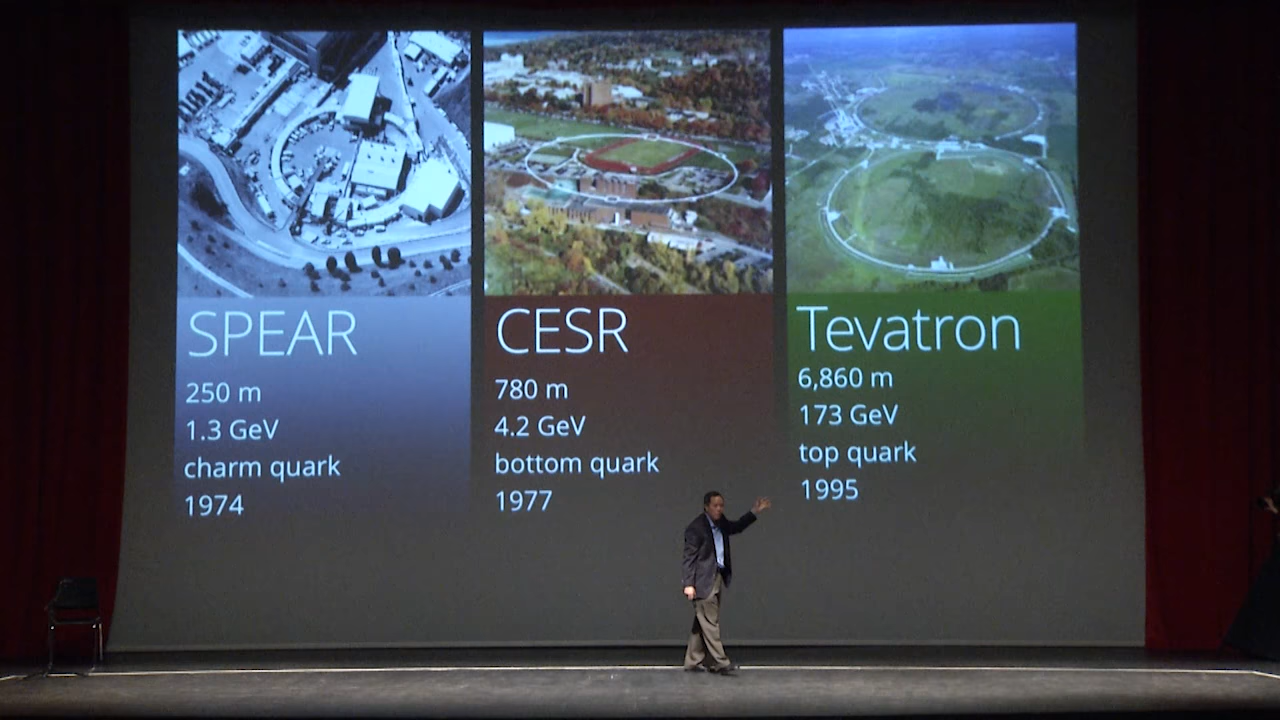 SPEAR
250 m
1.3 GeV
charm quark
1974
CESR
780 m
4.2 GeV
bottom quark
1977
Tevatron
6,860 m
173 GeV
top quark
1995